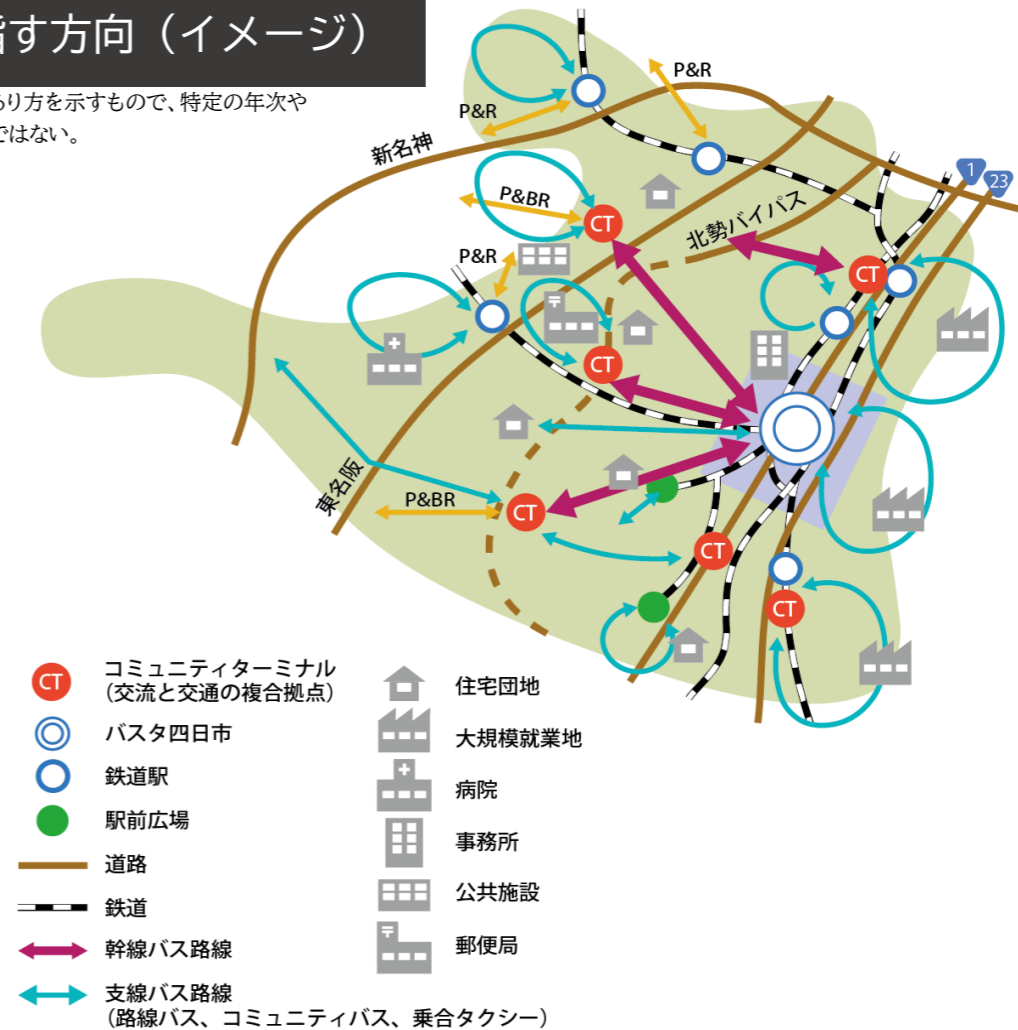 指す方向（イメージ）
り方を示すもので、特定の年次や
ではない。
P&R
P&R
新名神
1
23
P&BR
CT
北勢バイパス
P&R
CT
CT
東名阪
P&BR
CT
CT
CT
CT
コミュニティターミナル
（交流と交通の複合拠点）
バスタ四日市
鉄道駅
駅前広場
道路
鉄道
幹線バス路線
支線バス路線
（路線バス、コミュニティバス、乗合タクシー）
住宅団地
大規模就業地
病院
事務所
公共施設
郵便局